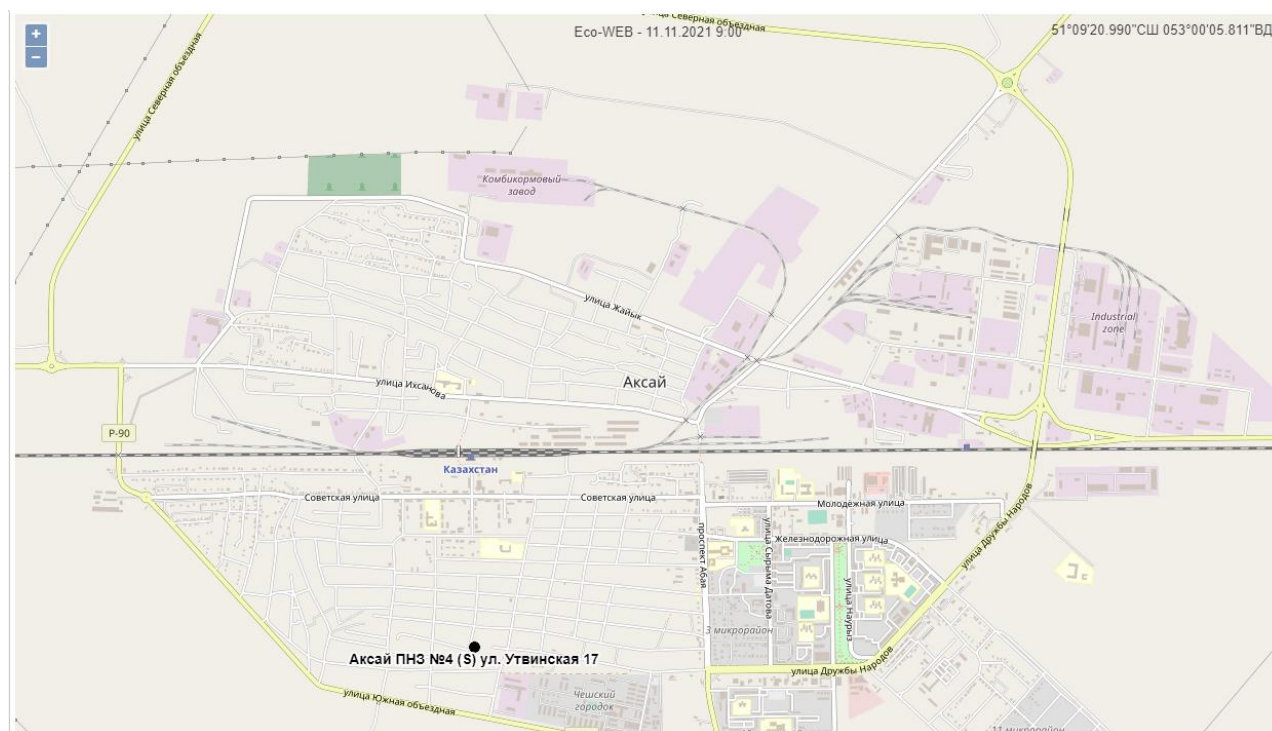 улица Северная объездная
Eco-WEB - 11.11.2021 9:00
51°09'20.990"СШ 053°00'05.811"ВД
+
−
улица Северная объездная
Комбикормовый
завод
улица Жайык
Industrial
zone
улица Ихсанова
Аксай
P-90
Казахстан
Советская улица
Советская улица
Молодёжная улица
проспект Абая
улица Сырыма Датова
Железнодорожная улица
улица Наурыз
улица Дружбы Народов
3 микрорайон
Аксай ПНЗ №4 (S) ул. Утвинская 17
улица Дружбы Народов
улица Южная объездная
Чешский
городок
11 микрорайон